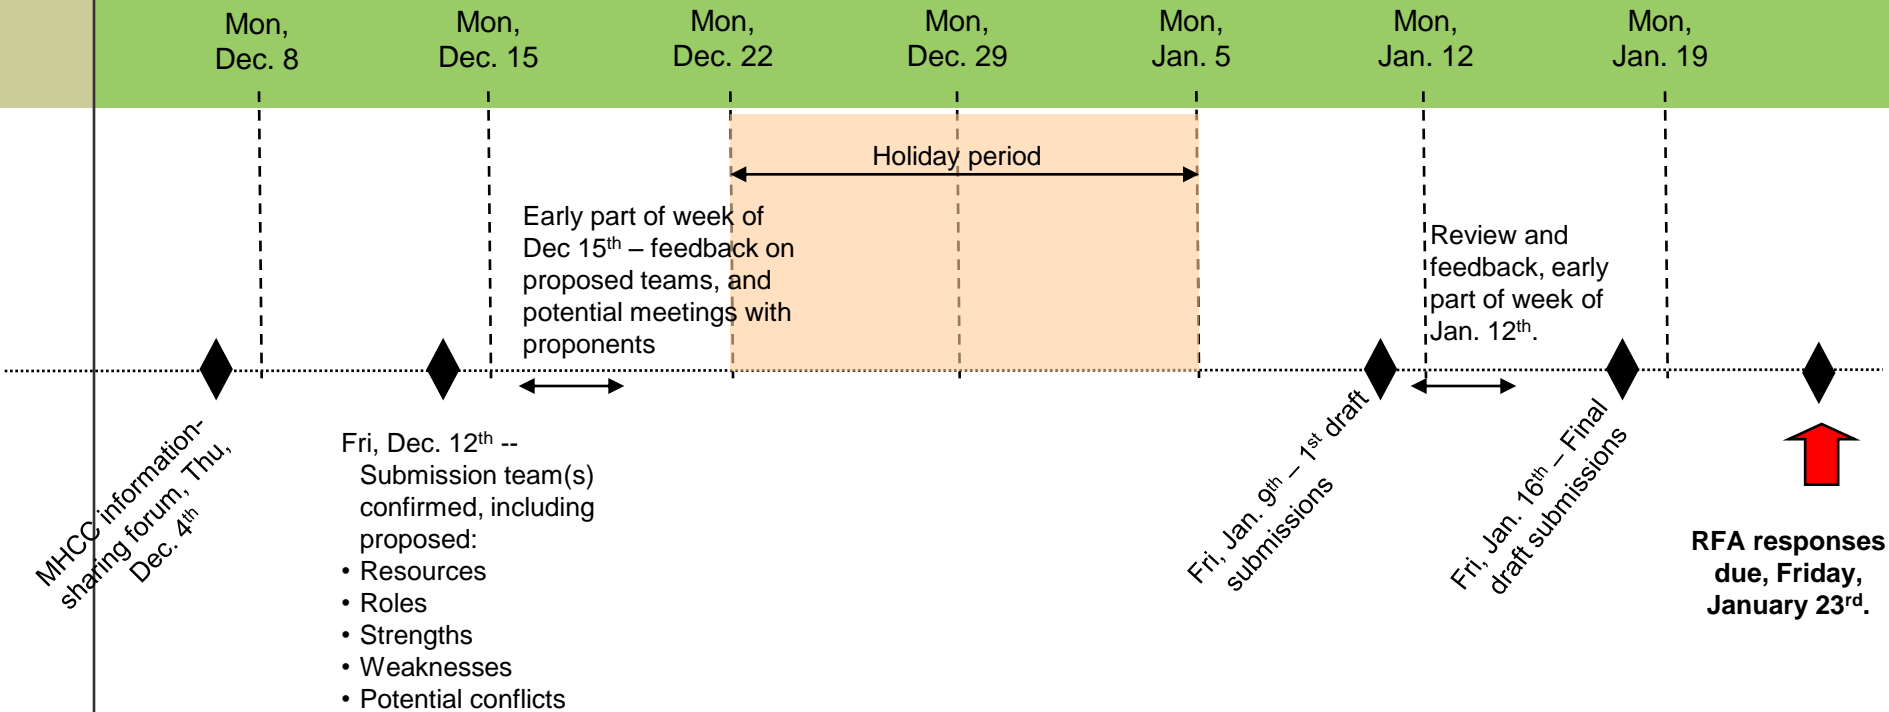 Mon,
Dec. 8
Mon,
Dec. 15
Mon,
Dec. 22
Mon,
Dec. 29
Mon,
Jan. 5
Mon,
Jan. 12
Mon,
Jan. 19
Holiday period
Early part of week of
Dec 15th – feedback on
proposed teams, and
potential meetings with
proponents
Review and
feedback, early
part of week of
Jan. 12th.
MHCC information-
sharing forum, Thu,
Dec. 4th
Fri, Dec. 12th --
Submission team(s)
confirmed, including
proposed:
• Resources
• Roles
• Strengths
• Weaknesses
• Potential conflicts
Fri, Jan. 9th – 1st draft
submissions
Fri, Jan. 16th – Final
draft submissions
RFA responses
due, Friday,
January 23rd.